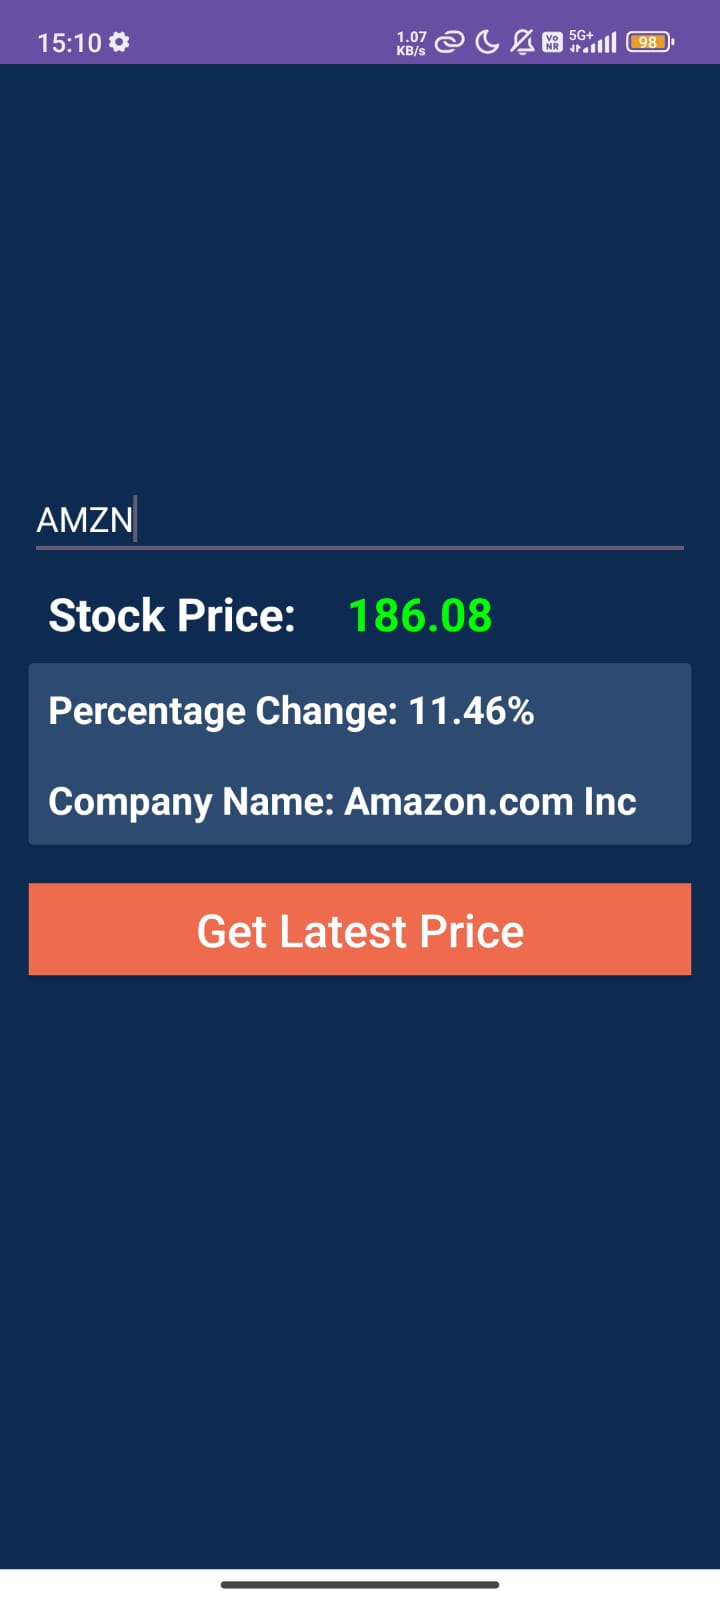 15:10
1.07
KB/s
Vo
NR
5G+
98
AMZN
Stock Price: 186.08
Percentage Change: 11.46%
Company Name: Amazon.com Inc
Get Latest Price